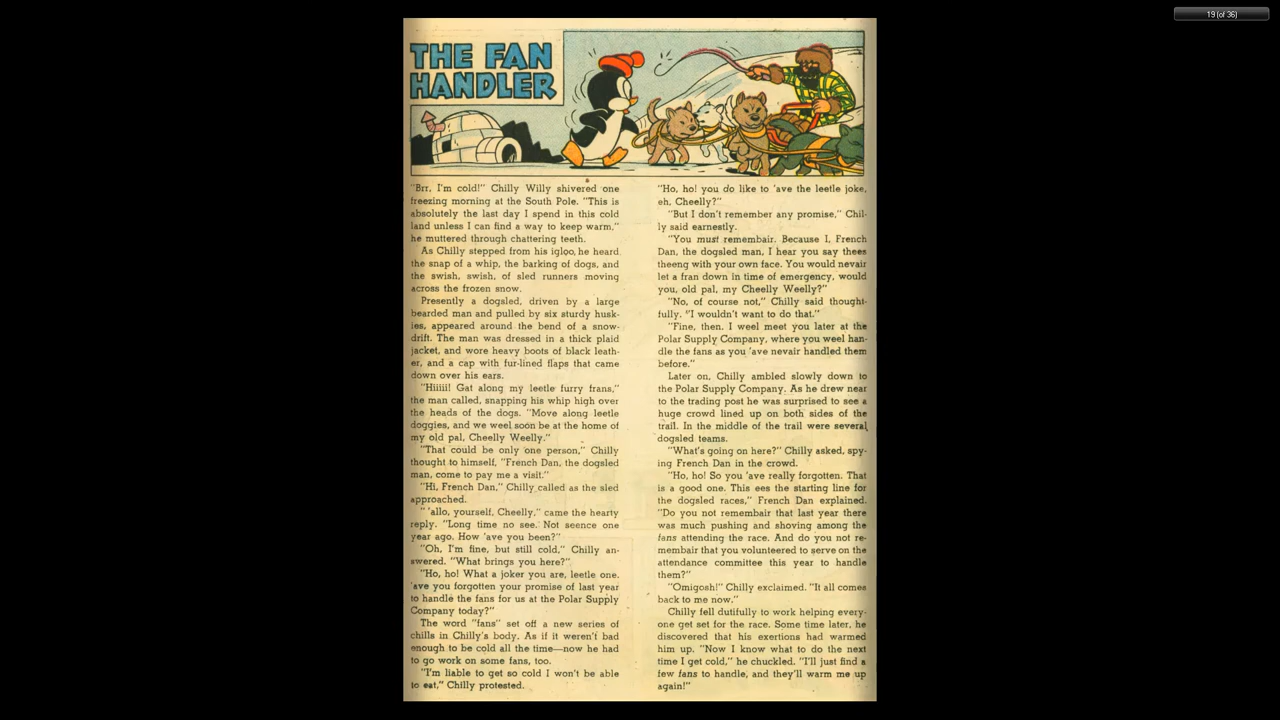 19 (of 36)
THE FAN
HANDLER
"Brr, I'm cold!" Chilly Willy shivered one
freezing morning at the South Pole. "This is
absolutely the last day I spend in this cold
land unless I can find a way to keep warm,"
he muttered through chattering teeth.
As Chilly stepped from his igloo, he heard
the snap of a whip, the barking of dogs, and
the swish, swish, of sled runners moving
across the frozen snow.
Presently a dogsled, driven by a large
bearded man and pulled by six sturdy husk-
ies, appeared around the bend of a snow-
drift. The man was dressed in a thick plaid
jacket, and wore heavy boots of black leath-
er, and a cap with fur-lined flaps that came
down over his ears.
"Hiiiii! Gat along my leetle furry frans,"
the man called, snapping his whip high over
the heads of the dogs. "Move along leetle
doggies, and we weel soon be at the home of
my old pal, Cheelly Weelly."
"That could be only one person," Chilly
thought to himself, "French Dan, the dogsled
man, come to pay me a visit."
"Hi, French Dan," Chilly called as the sled
approached.
" 'allo, yourself, Cheelly," came the hearty
reply. "Long time no see. Not seence one
year ago. How 'ave you been?"
"Oh, I'm fine, but still cold," Chilly an-
swered. "What brings you here?"
"Ho, ho! What a joker you are, leetle one.
'ave you forgotten your promise of last year
to handle the fans for us at the Polar Supply
Company today?"
The word "fans" set off a new series of
chills in Chilly's body. As if it weren't bad
enough to be cold all the time—now he had
to go work on some fans, too.
"I'm liable to get so cold I won't be able
to eat," Chilly protested.
"Ho, ho! you do like to 'ave the leetle joke,
eh, Cheelly?"
"But I don't remember any promise," Chil-
ly said earnestly.
"You must remembair. Because I, French
Dan, the dogsled man, I hear you say thees
theeng with your own face. You would nevair
let a fran down in time of emergency, would
you, old pal, my Cheelly Weelly?"
"No, of course not," Chilly said thought-
fully. "I wouldn't want to do that."
"Fine, then. I weel meet you later at the
Polar Supply Company, where you weel han-
dle the fans as you 'ave nevair handled them
before."
Later on, Chilly ambled slowly down to
the Polar Supply Company. As he drew near
to the trading post he was surprised to see a
huge crowd lined up on both sides of the
trail. In the middle of the trail were several
dogsled teams.
"What's going on here?" Chilly asked, spy-
ing French Dan in the crowd.
"Ho, ho! So you 'ave really forgotten. That
is a good one. This ees the starting line for
the dogsled races," French Dan explained.
"Do you not remembair that last year there
was much pushing and shoving among the
fans attending the race. And do you not re-
membair that you volunteered to serve on the
attendance committee this year to handle
them?"
"Omigosh!" Chilly exclaimed. "It all comes
back to me now."
Chilly fell dutifully to work helping every-
one get set for the race. Some time later, he
discovered that his exertions had warmed
him up. "Now I know what to do the next
time I get cold," he chuckled. "I'll just find a
few fans to handle, and they'll warm me up
again!"